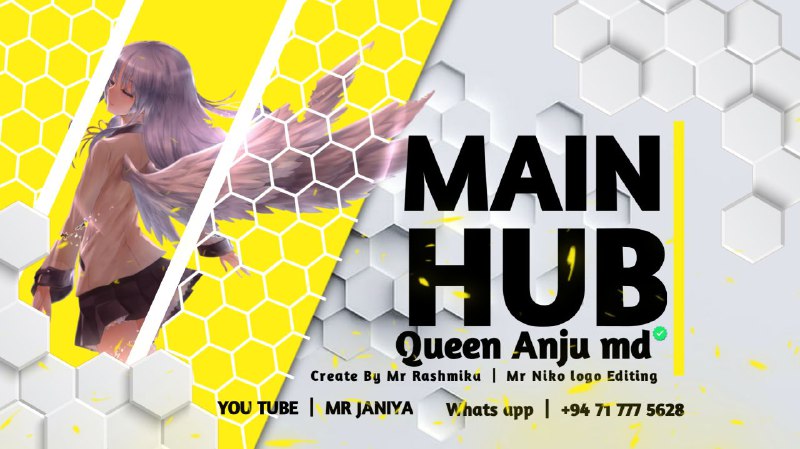 MAIN
HUB
Queen Anju md
Create By Mr Rashmika | Mr Niko logo Editing
YOU TUBE | MR JANIYA Whats app | +94 71 777 5628